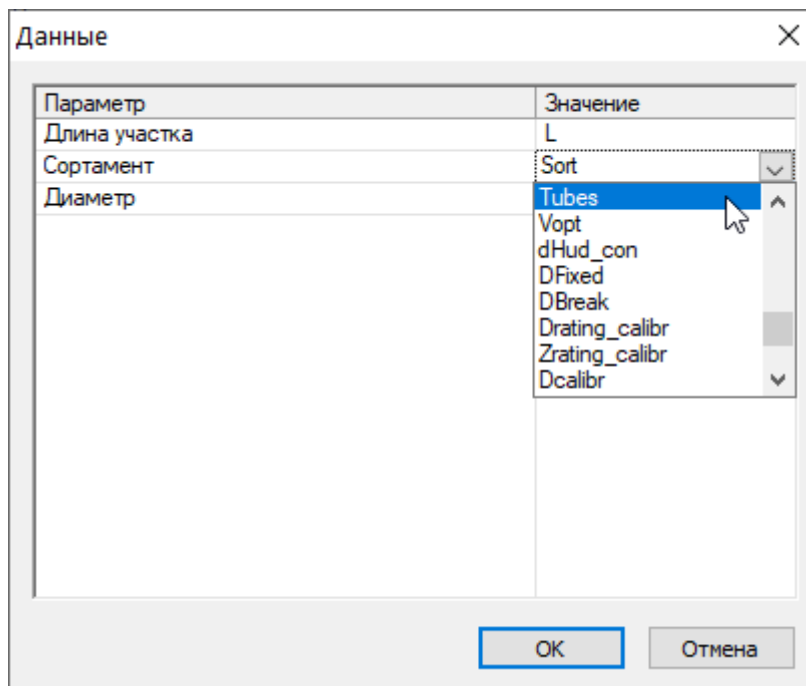 Данные
Параметр Значение
Длина участка L
Сортамент Sort
Диаметр Tubes
Vopt
dHud_con
DFixed
DBreak
Drating_calibr
Zrating_calibr
Dcalibr
OK Отмена